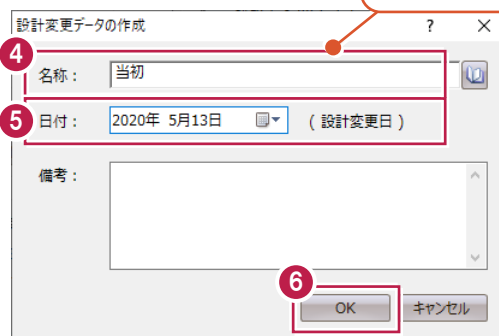 設計変更データの作成 ? ×
4 名称： 当初
5 日付： 2020年 5月13日 （設計変更日）
備考：
6
OK キャンセル